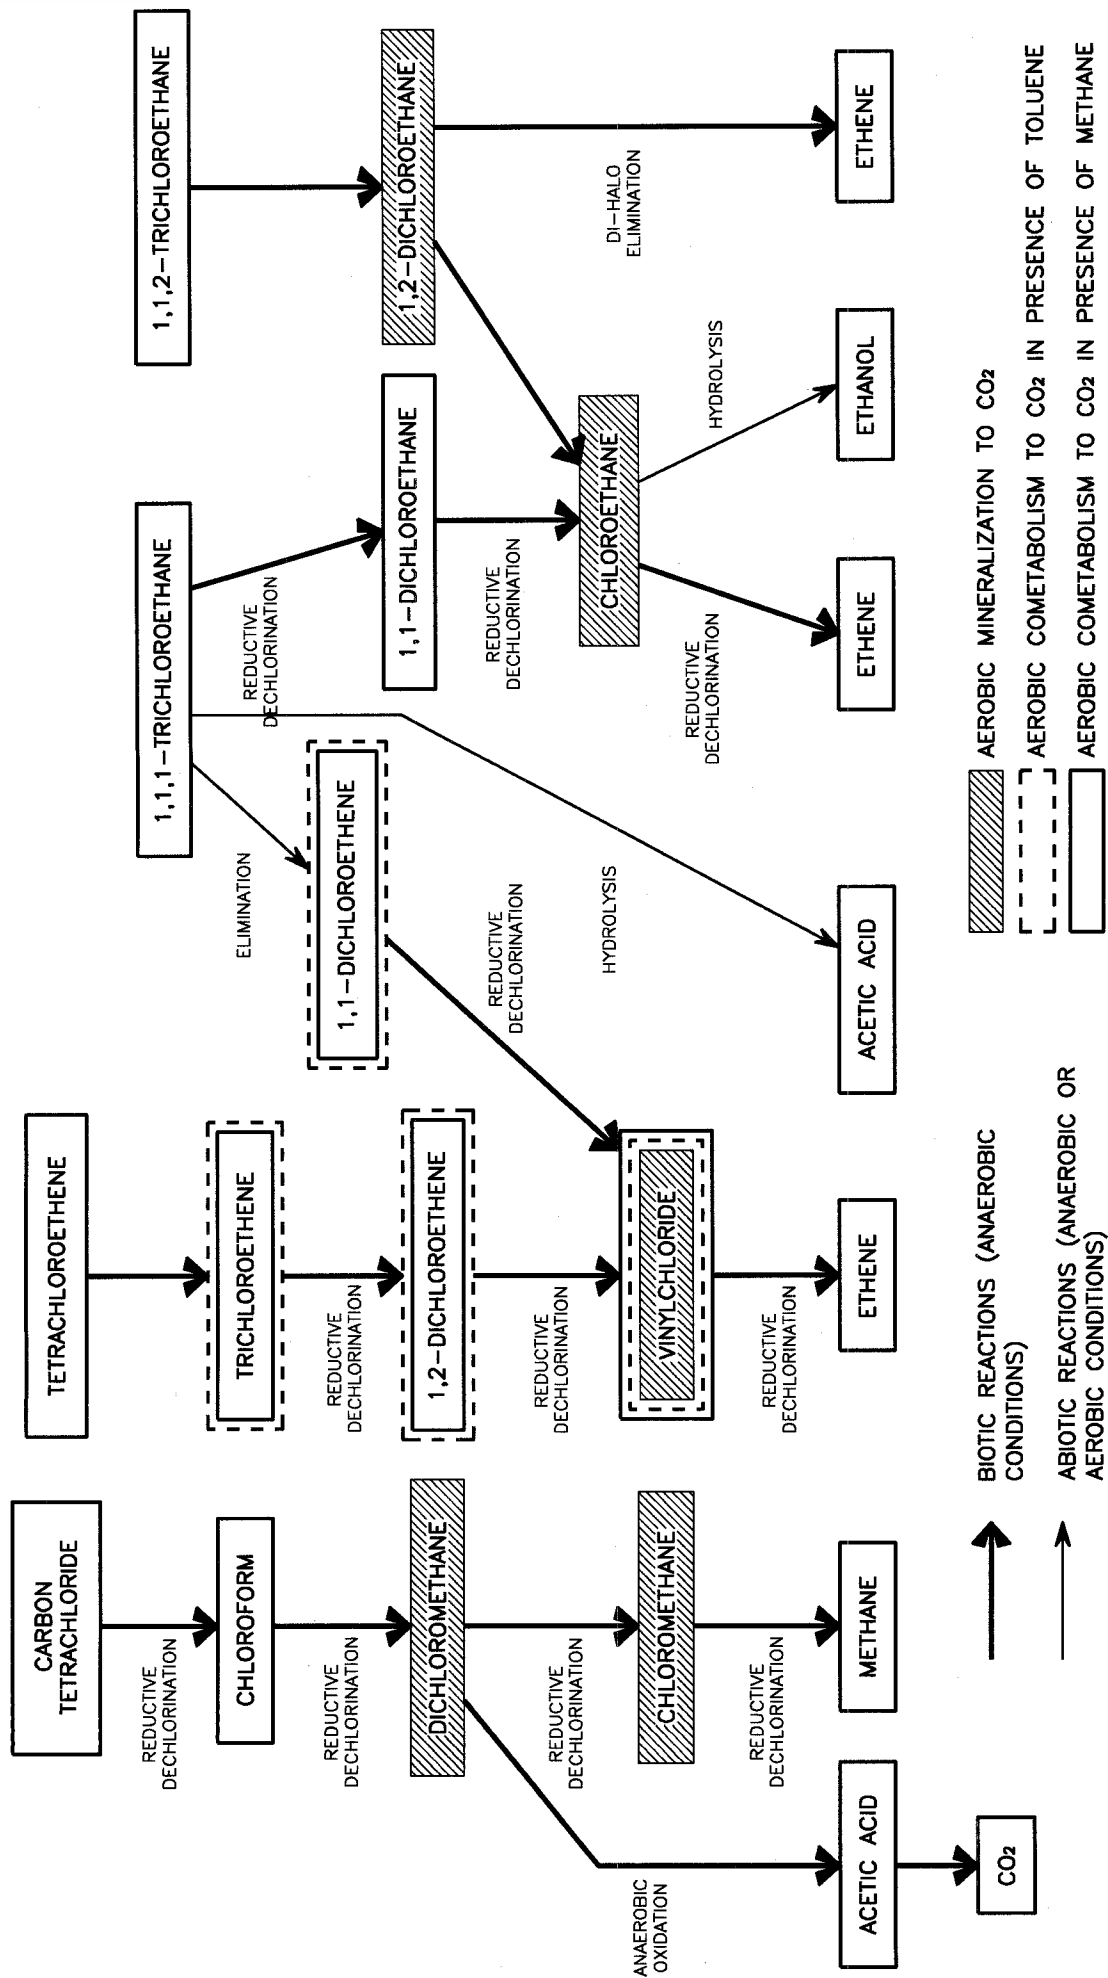 CARBON
TETRACHLORIDE
REDUCTIVE
DECHLORINATION
CHLOROFORM
REDUCTIVE
DECHLORINATION
DICHLOROMETHANE
REDUCTIVE
DECHLORINATION
CHLOROMETHANE
REDUCTIVE
DECHLORINATION
METHANE
ANAEROBIC
OXIDATION
ACETIC ACID
CO2
TETRACHLOROETHENE
TRICHLOROETHENE
REDUCTIVE
DECHLORINATION
1,2-DICHLOROETHENE
REDUCTIVE
DECHLORINATION
VINYLCHLORIDE
REDUCTIVE
DECHLORINATION
ETHENE
1,1,1-TRICHLOROETHANE
ELIMINATION
1,1-DICHLOROETHENE
REDUCTIVE
DECHLORINATION
HYDROLYSIS
ACETIC ACID
REDUCTIVE
DECHLORINATION
1,1-DICHLOROETHANE
REDUCTIVE
DECHLORINATION
CHLOROETHANE
REDUCTIVE
DECHLORINATION
ETHENE
HYDROLYSIS
ETHANOL
1,1,2-TRICHLOROETHANE
1,2-DICHLOROETHANE
DI-HALO
ELIMINATION
ETHENE
BIOTIC REACTIONS (ANAEROBIC
CONDITIONS)
ABIOTIC REACTIONS (ANAEROBIC OR
AEROBIC CONDITIONS)
AEROBIC MINERALIZATION TO CO2
AEROBIC COMETABOLISM TO CO2 IN PRESENCE OF TOLUENE
AEROBIC COMETABOLISM TO CO2 IN PRESENCE OF METHANE